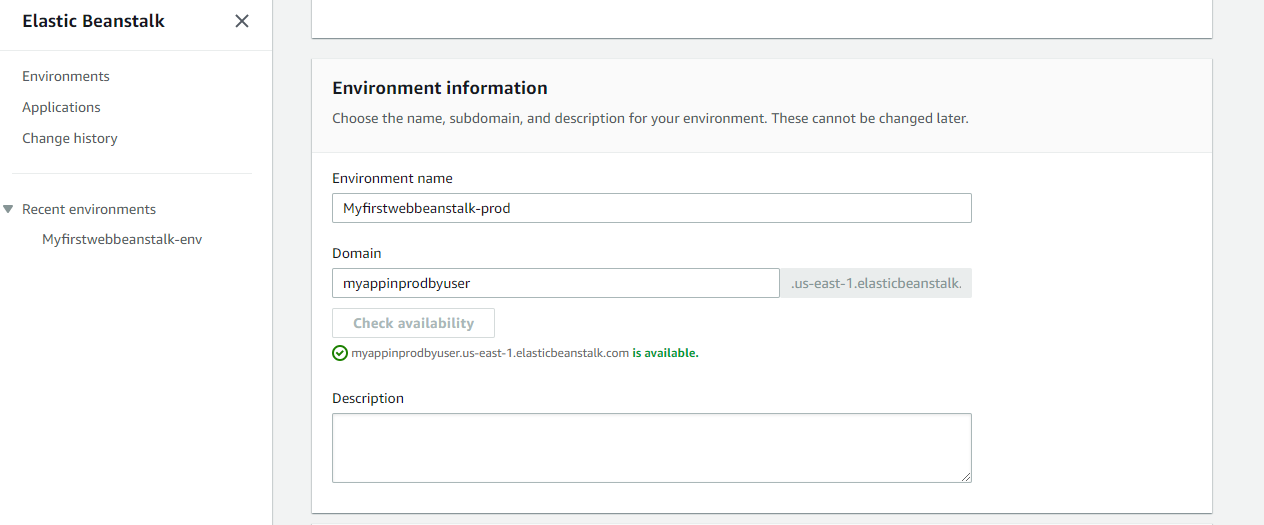 Elastic Beanstalk
Environments
Applications
Change history
Recent environments
Myfirstwebbeanstalk-env
Environment information
Choose the name, subdomain, and description for your environment. These cannot be changed later.
Environment name
Myfirstwebbeanstalk-prod
Domain
myappinprodbyuser
.us-east-1.elasticbeanstalk.
Check availability
myappinprodbyuser.us-east-1.elasticbeanstalk.com is available.
Description